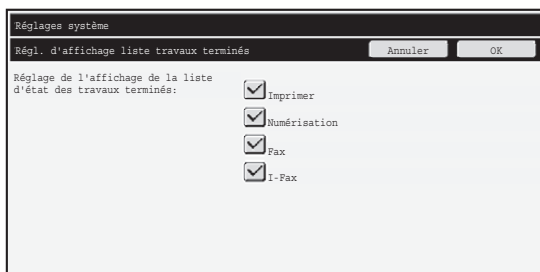 Réglages système
Régl. d'affichage liste travaux terminés
Annuler
OK
Réglage de l'affichage de la liste
d'état des travaux terminés:
Imprimer
Numérisation
Fax
I-Fax